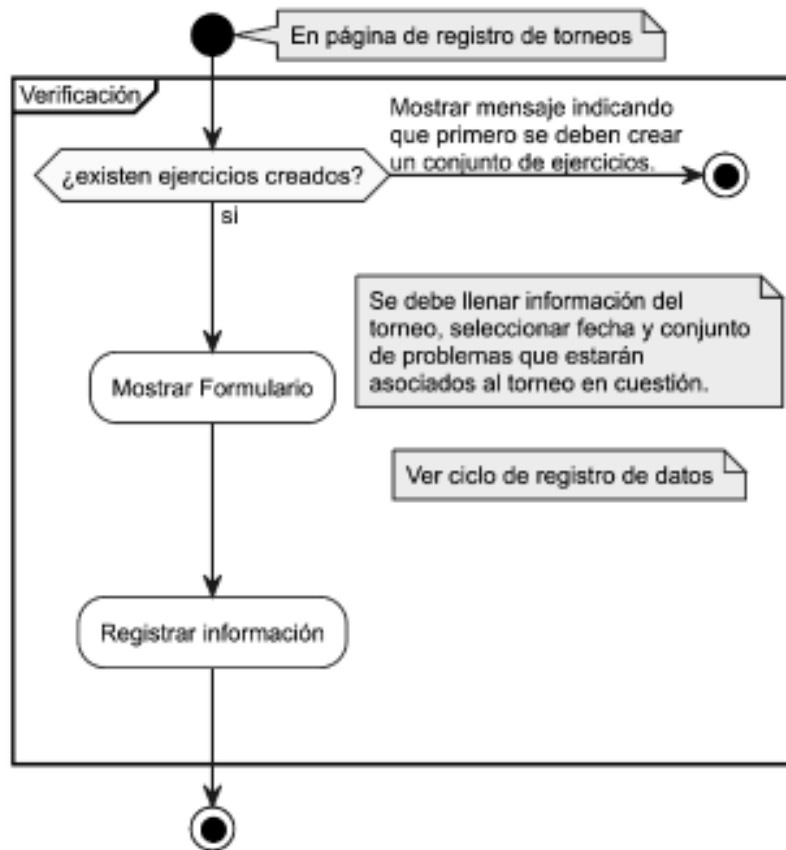 En página de registro de torneos
Verificación
Mostrar mensaje indicando
que primero se deben crear
un conjunto de ejercicios.
¿existen ejercicios creados?
si
Se debe llenar información del
torneo, seleccionar fecha y conjunto
de problemas que estarán
asociados al torneo en cuestión.
Mostrar Formulario
Ver ciclo de registro de datos
Registrar información